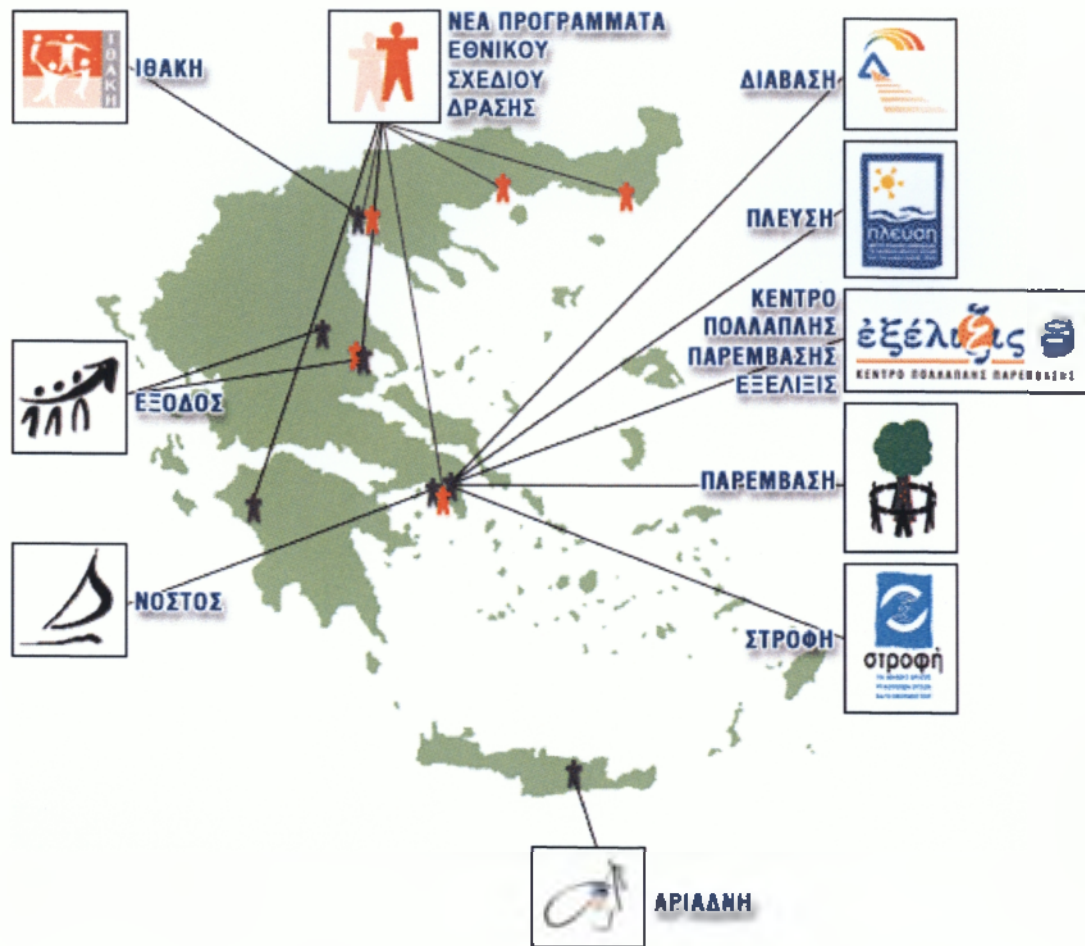 ΙΘΑΚΗ
ΙΘΑΚΗ
ΝΕΑ ΠΡΟΓΡΑΜΜΑΤΑ
ΕΘΝΙΚΟΥ
ΣΧΕΔΙΟΥ
ΔΡΑΣΗΣ
ΔΙΑΒΑΣΗ
ΠΛΕΥΣΗ
πλεύση
ΚΕΝΤΡΟ
ΠΟΛΛΑΠΛΗΣ
ΠΑΡΕΜΒΑΣΗΣ
ΕΞΕΛΙΞΙΣ
ἐξέλιξις
ΚΕΝΤΡΟ ΠΟΛΛΑΠΛΗΣ ΠΑΡΕΜΒΑΣΗΣ
ΕΞΟΔΟΣ
ΠΑΡΕΜΒΑΣΗ
ΝΟΣΤΟΣ
ΣΤΡΟΦΗ
στροφή
ΑΡΙΑΔΝΗ